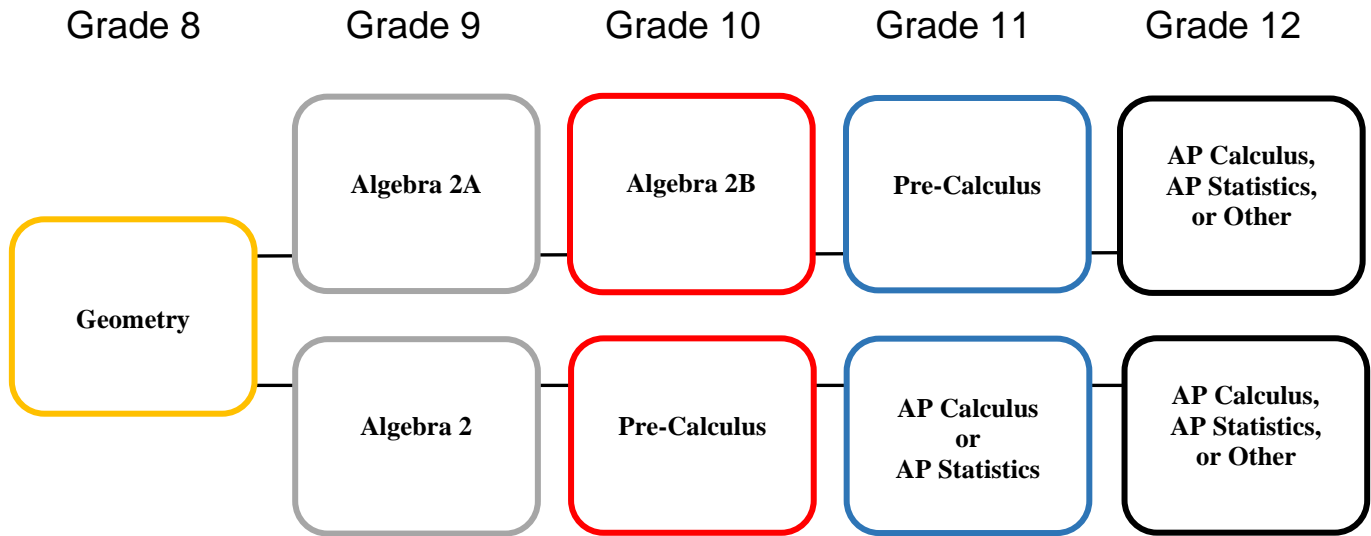 Grade 8 Grade 9 Grade 10 Grade 11 Grade 12
Algebra 2A
Algebra 2B
Pre-Calculus
AP Calculus,
AP Statistics,
or Other
Geometry
Algebra 2
Pre-Calculus
AP Calculus
or
AP Statistics
AP Calculus,
AP Statistics,
or Other